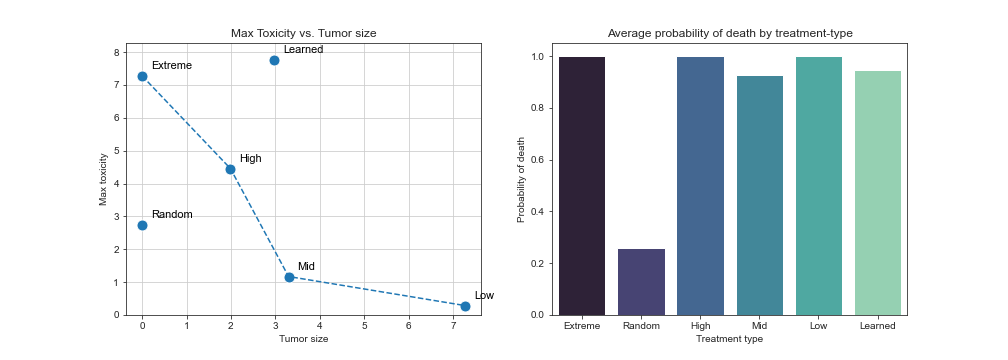 Max Toxicity vs. Tumor size
Max toxicity
8
7
6
5
4
3
2
1
0
0 1 2 3 4 5 6 7
Tumor size
Learned
Extreme
High
Random
Mid
Low
Average probability of death by treatment-type
Probability of death
1.0
0.8
0.6
0.4
0.2
0.0
Extreme Random High Mid Low Learned
Treatment type